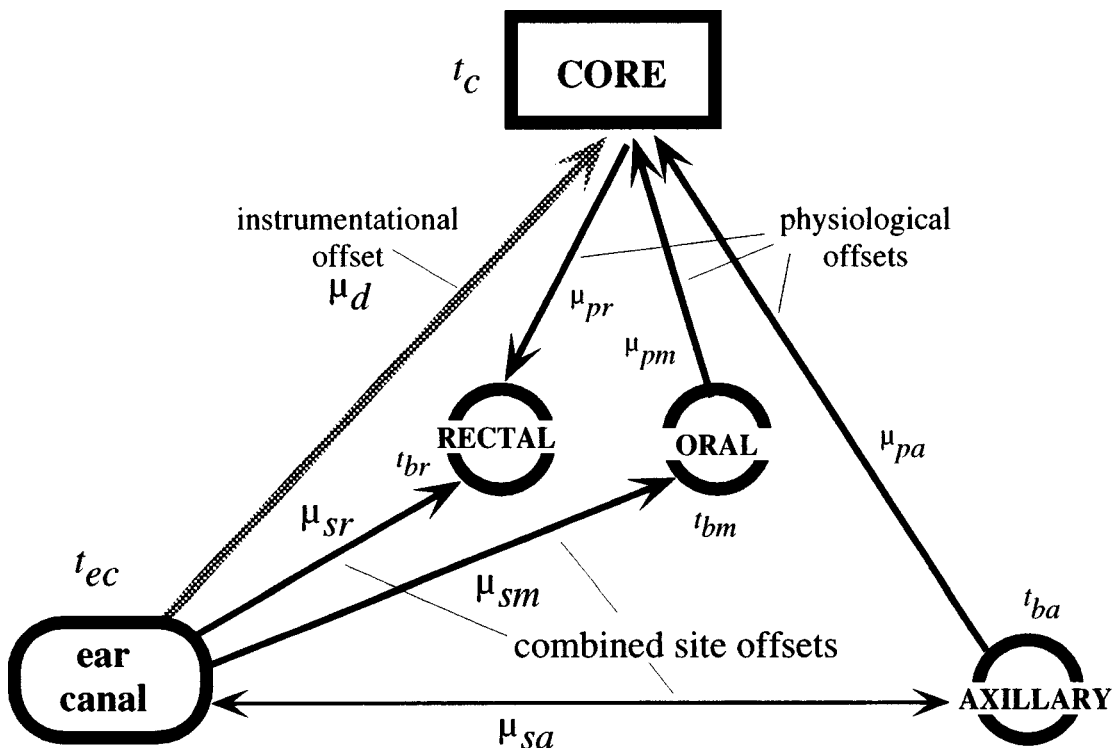 t_c
CORE
instrumentational
offset
μ_d
physiological
offsets
μ_pr
μ_pm
μ_pa
RECTAL
ORAL
t_br
t_bm
μ_sr
μ_sm
t_ec
ear
canal
combined site offsets
t_ba
AXILLARY
μ_sa